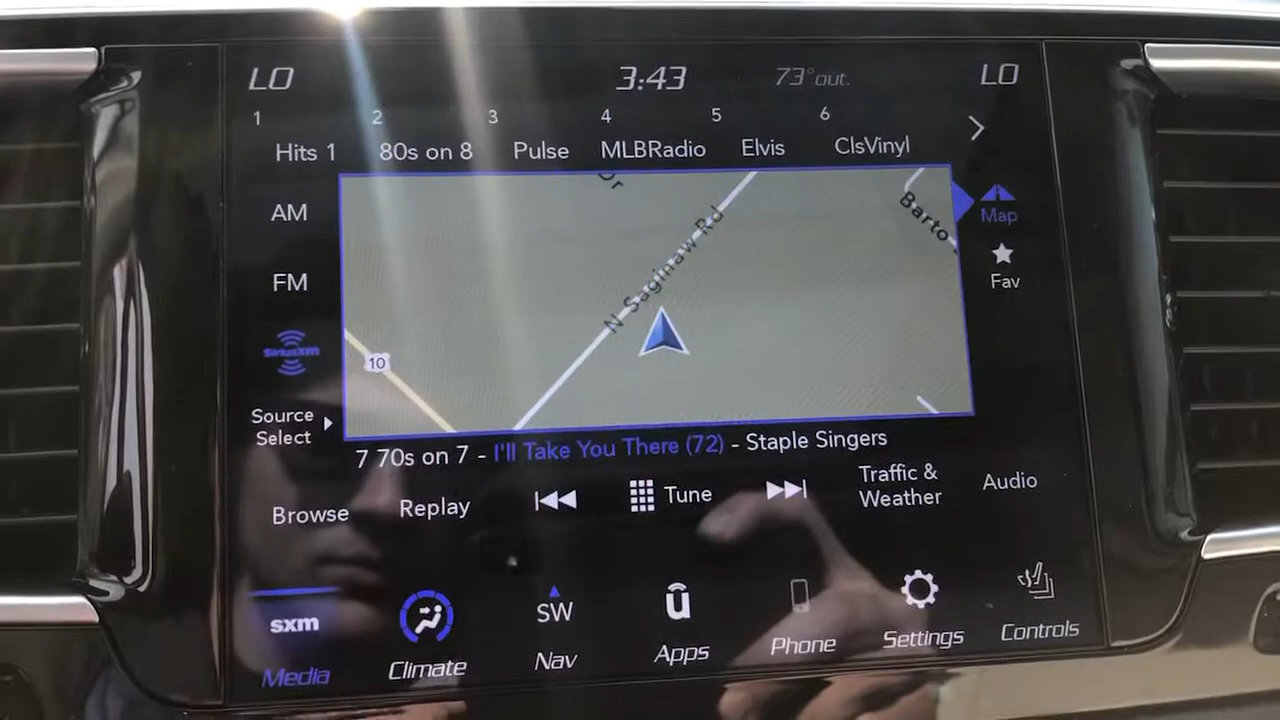 LO 3:43 73° out. LO
1 2 3 4 5 6
Hits 1 80s on 8 Pulse MLBRadio Elvis ClsVinyl
AM
FM
SiriusXM
Source
Select
Dr
N Saginaw Rd
Barto
10
Map
Fav
7 70s on 7 - I'll Take You There (72) - Staple Singers
Browse Replay Tune Traffic &
Weather Audio
sxm SW
Media Climate Nav Apps Phone Settings Controls